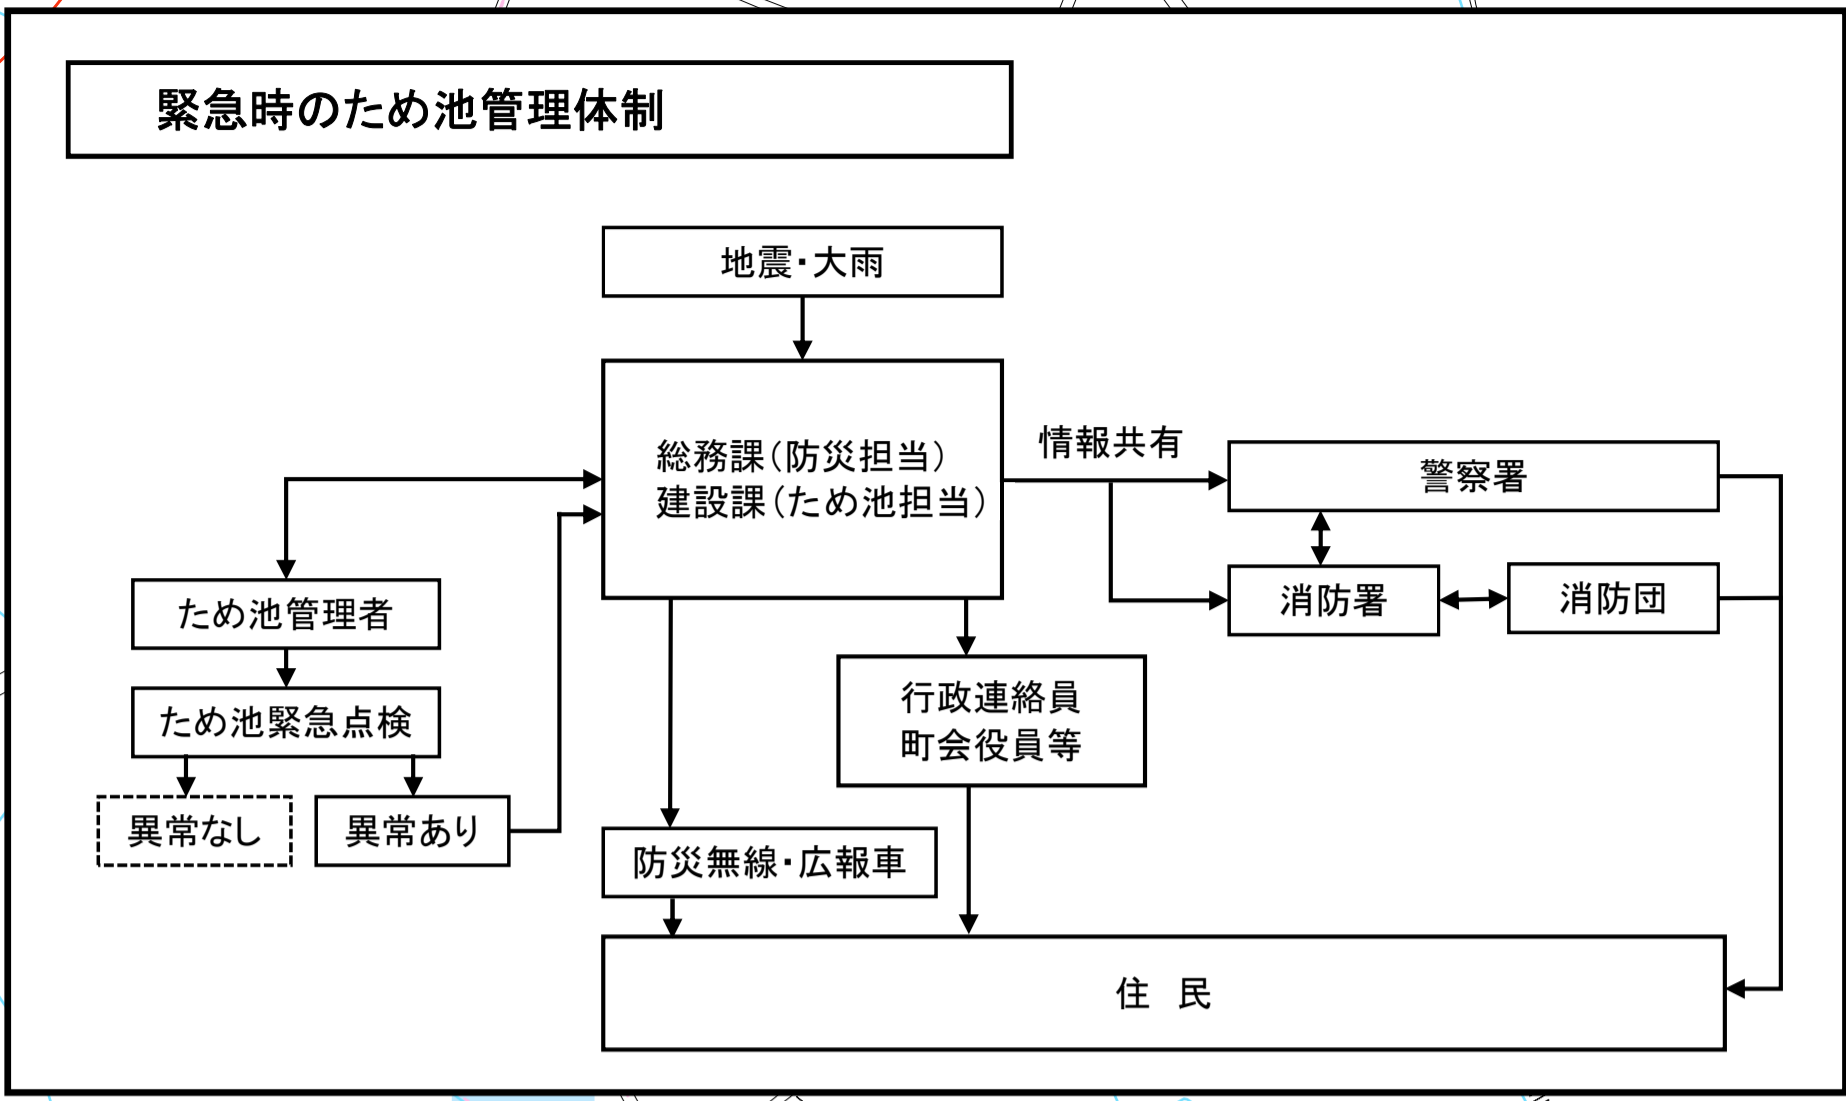 緊急時のため池管理体制
地震・大雨
総務課(防災担当)
建設課(ため池担当)
情報共有
警察署
消防署
消防団
ため池管理者
ため池緊急点検
異常なし
異常あり
行政連絡員
町会役員等
防災無線・広報車
住 民